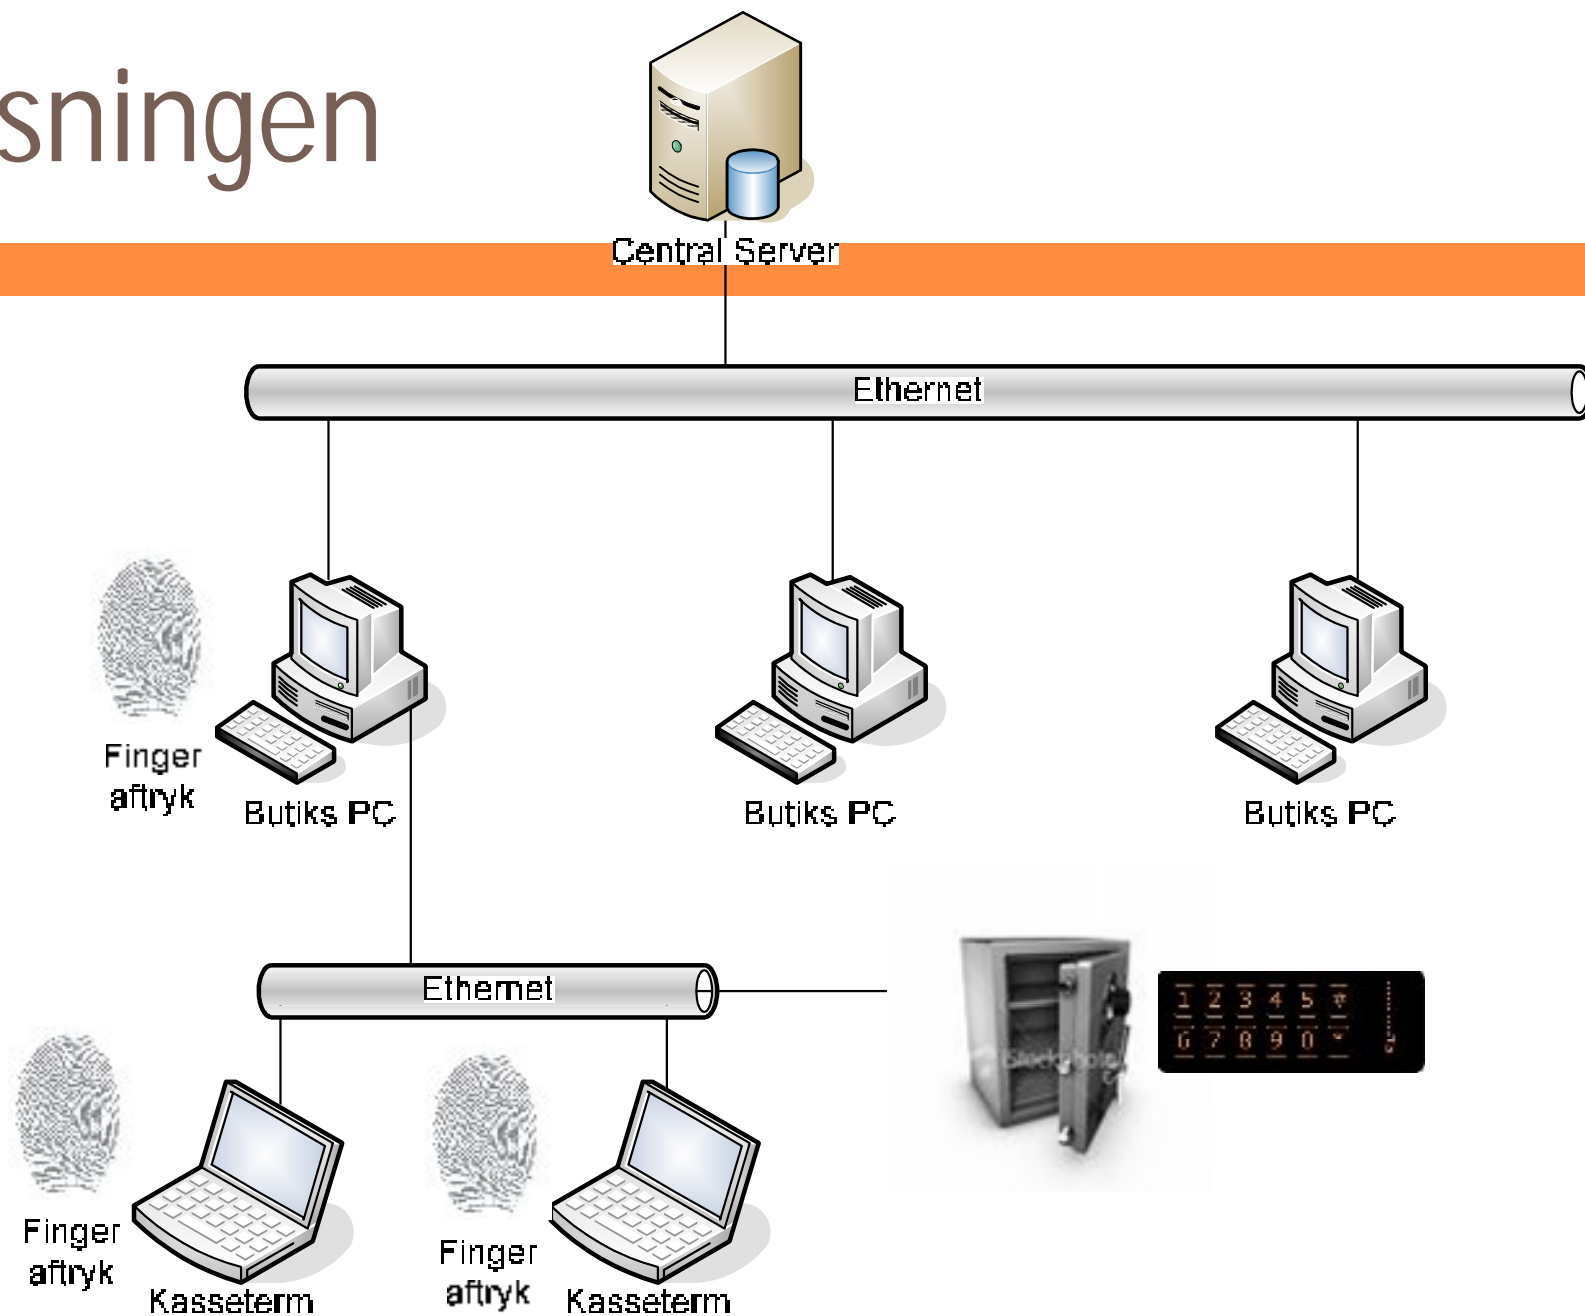 sningen
Central Server
Ethernet
Finger
aftryk
Butiks PC
Butiks PC
Butiks PC
Ethernet
1 2 3 4 5 *
6 7 8 9 0
Finger
aftryk
Kasseterm
Finger
aftryk
Kasseterm